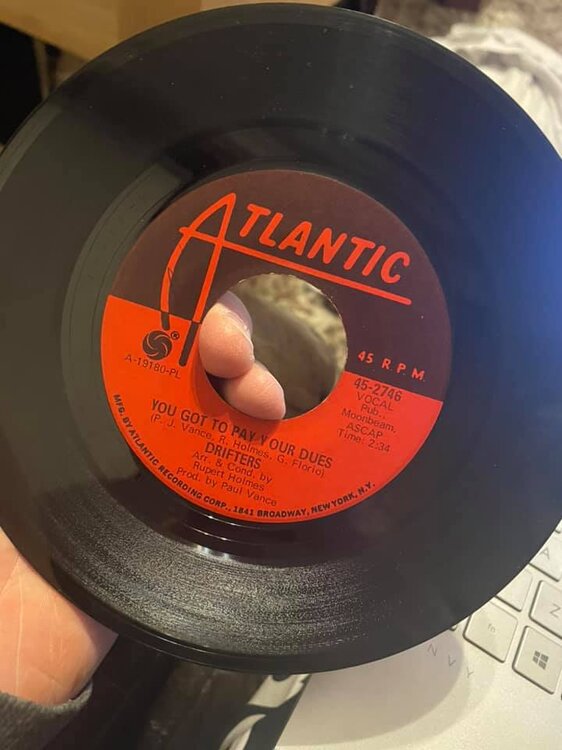 ATLANTIC
®
45 R.P.M.
A-19180-PL
45-2746
VOCAL
Pub.,
Moonbeam,
ASCAP
Time: 2:34
YOU GOT TO PAY YOUR DUES
(P. J. Vance, R. Holmes, G. Florio)
DRIFTERS
Arr. & Cond. by
Rupert Holmes
Prod. by Paul Vance
MFG. BY ATLANTIC RECORDING CORP., 1841 BROADWAY, NEW YORK, N.Y.
A
Z
fn
N V Y